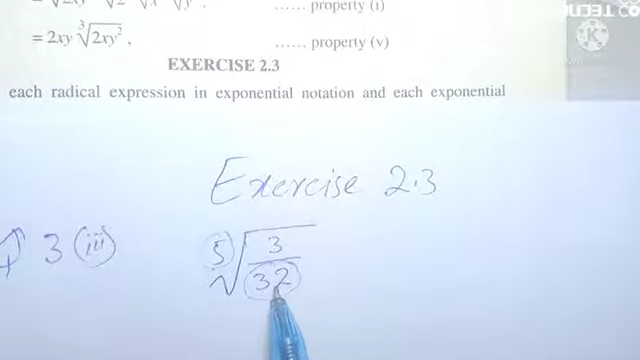 ...... property (i)
= 2xy ∛(2xy²) , ...... property (v)
EXERCISE 2.3
each radical expression in exponential notation and each exponential
Exercise 2.3
3 (iii) ⁵√(3/32)